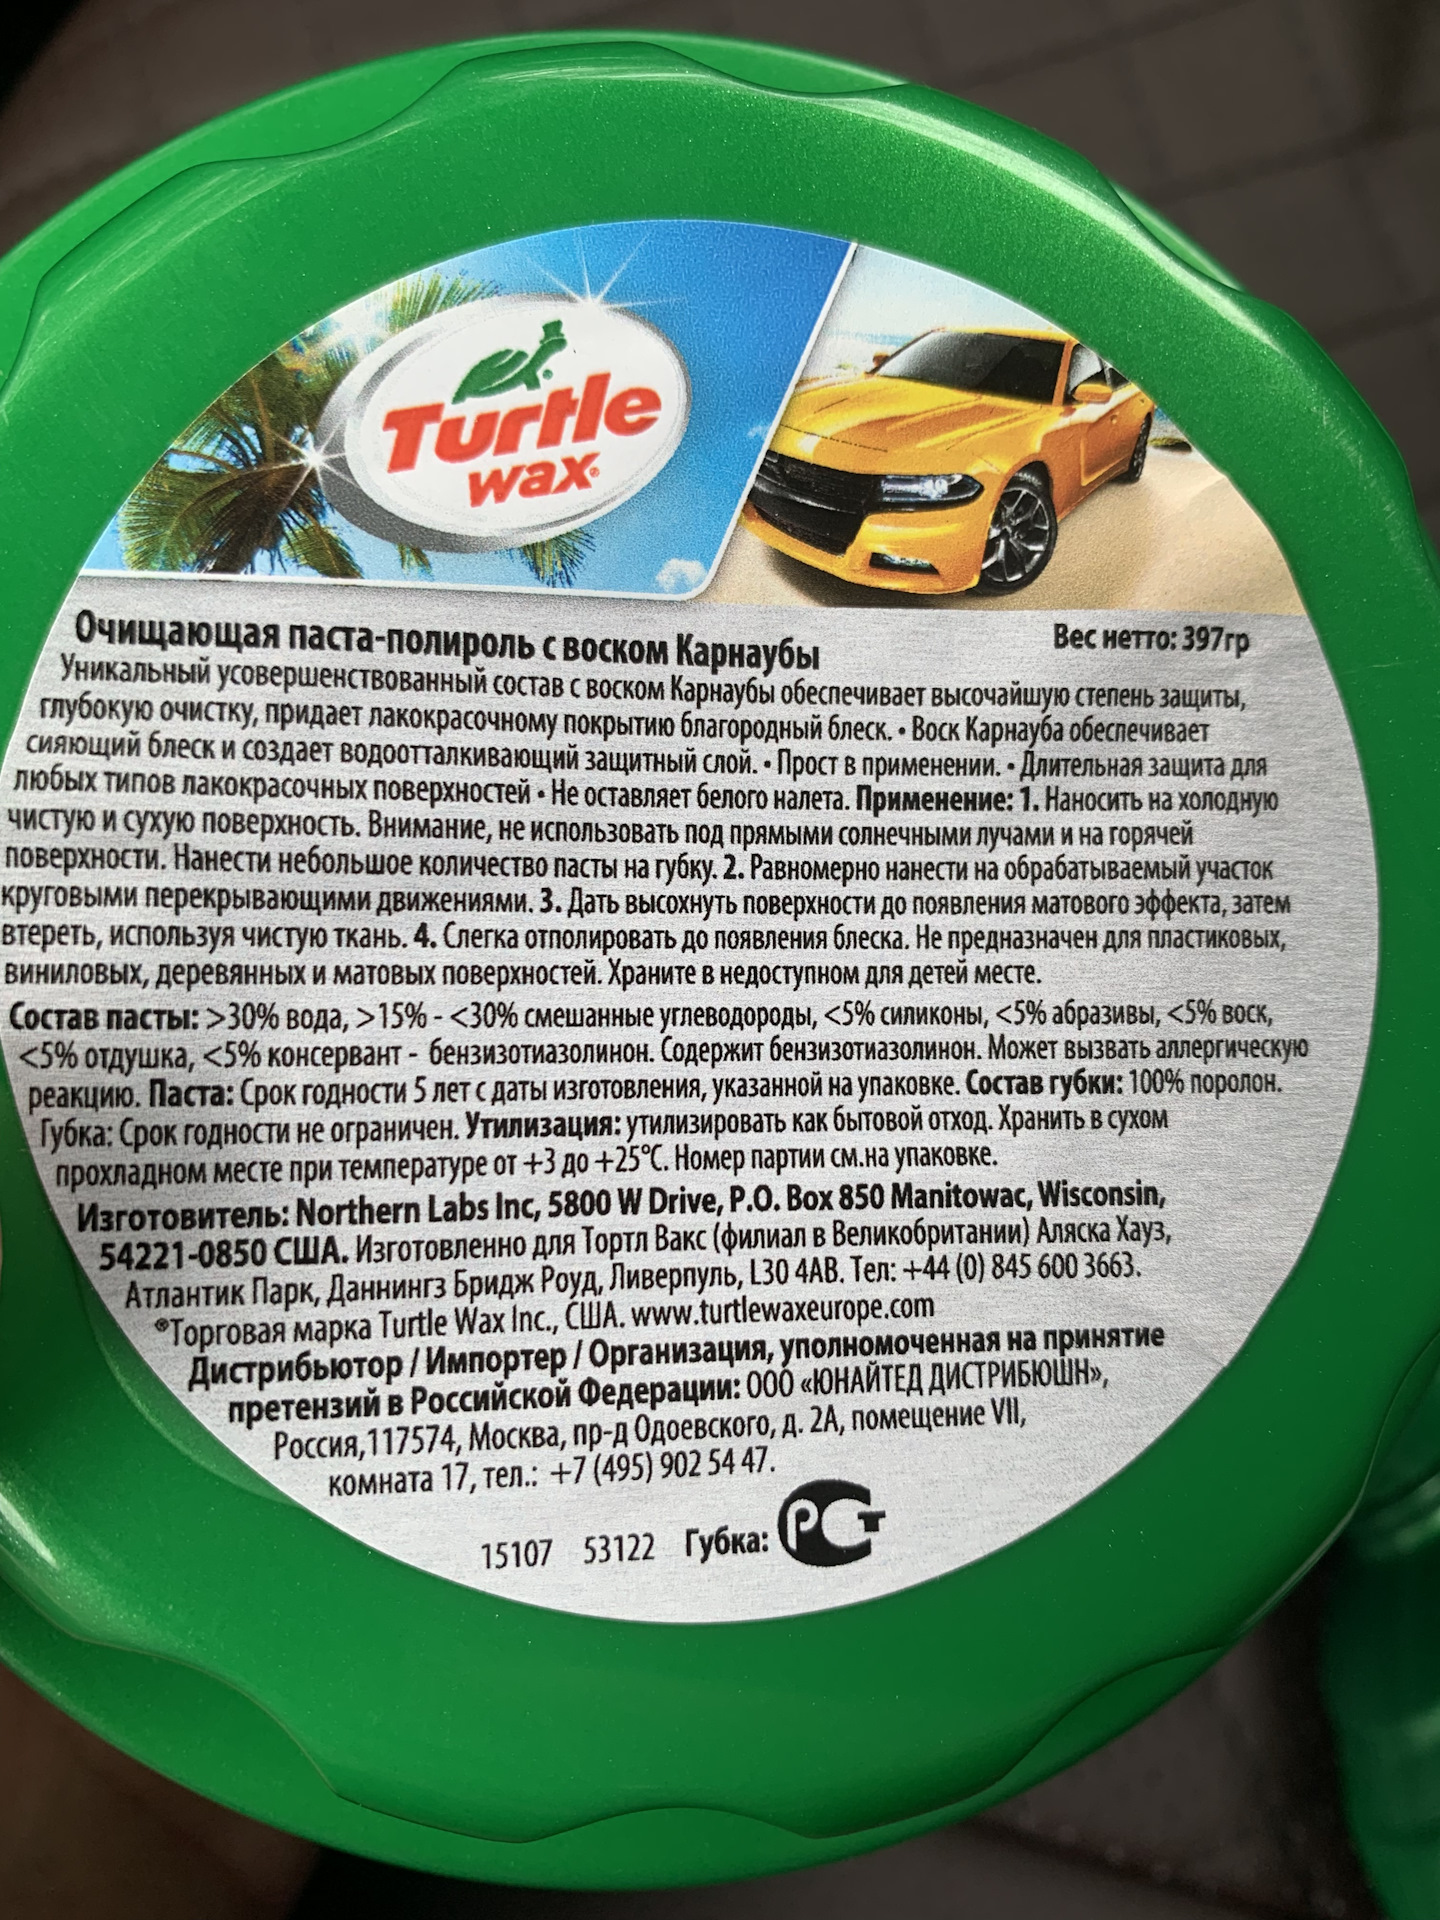 Turtle
wax®
Очищающая паста-полироль с воском Карнаубы
Вес нетто: 397гр
Уникальный усовершенствованный состав с воском Карнаубы обеспечивает высочайшую степень защиты,
глубокую очистку, придает лакокрасочному покрытию благородный блеск. • Воск Карнауба обеспечивает
сияющий блеск и создает водоотталкивающий защитный слой. • Прост в применении. • Длительная защита для
любых типов лакокрасочных поверхностей • Не оставляет белого налета. Применение: 1. Наносить на холодную
чистую и сухую поверхность. Внимание, не использовать под прямыми солнечными лучами и на горячей
поверхности. Нанести небольшое количество пасты на губку. 2. Равномерно нанести на обрабатываемый участок
круговыми перекрывающими движениями. 3. Дать высохнуть поверхности до появления матового эффекта, затем
втереть, используя чистую ткань. 4. Слегка отполировать до появления блеска. Не предназначен для пластиковых,
виниловых, деревянных и матовых поверхностей. Храните в недоступном для детей месте.
Состав пасты: >30% вода, >15% - <30% смешанные углеводороды, <5% силиконы, <5% абразивы, <5% воск,
<5% отдушка, <5% консервант - бензизотиазолинон. Содержит бензизотиазолинон. Может вызвать аллергическую
реакцию. Паста: Срок годности 5 лет с даты изготовления, указанной на упаковке. Состав губки: 100% поролон.
Губка: Срок годности не ограничен. Утилизация: утилизировать как бытовой отход. Хранить в сухом
прохладном месте при температуре от +3 до +25°С. Номер партии см.на упаковке.
Изготовитель: Northern Labs Inc, 5800 W Drive, P.O. Box 850 Manitowac, Wisconsin,
54221-0850 США. Изготовленно для Тортл Вакс (филиал в Великобритании) Аляска Хауз,
Атлантик Парк, Даннингз Бридж Роуд, Ливерпуль, L30 4AB. Тел: +44 (0) 845 600 3663.
®Торговая марка Turtle Wax Inc., США. www.turtlewaxeurope.com
Дистрибьютор / Импортер / Организация, уполномоченная на принятие
претензий в Российской Федерации: ООО «ЮНАЙТЕД ДИСТРИБЮШН»,
Россия,117574, Москва, пр-д Одоевского, д. 2А, помещение VII,
комната 17, тел.: +7 (495) 902 54 47.
15107 53122 Губка: РСТ